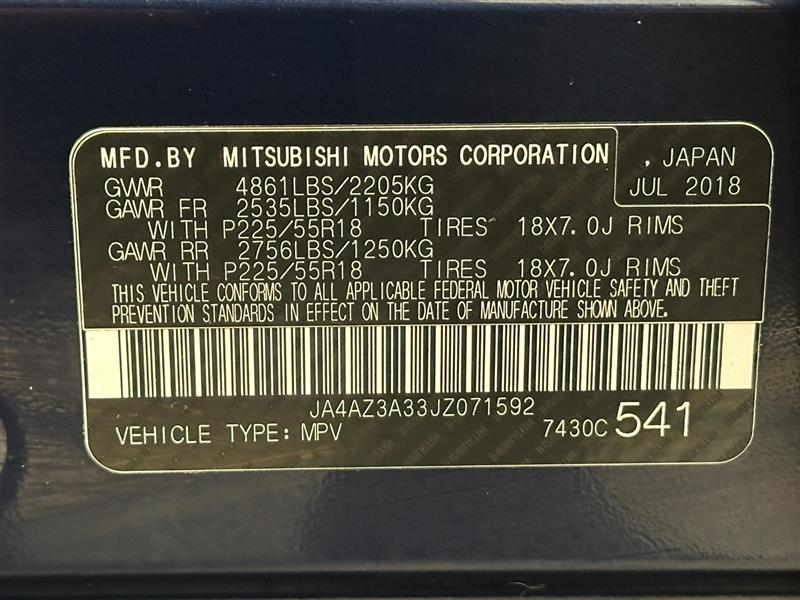 MFD.BY MITSUBISHI MOTORS CORPORATION , JAPAN
GVWR 4861LBS/2205KG JUL 2018
GAWR FR 2535LBS/1150KG
WITH P225/55R18 TIRES 18X7.0J RIMS
GAWR RR 2756LBS/1250KG
WITH P225/55R18 TIRES 18X7.0J RIMS
THIS VEHICLE CONFORMS TO ALL APPLICABLE FEDERAL MOTOR VEHICLE SAFETY AND THEFT
PREVENTION STANDARDS IN EFFECT ON THE DATE OF MANUFACTURE SHOWN ABOVE.
JA4AZ3A33JZ071592
VEHICLE TYPE: MPV 7430C 541